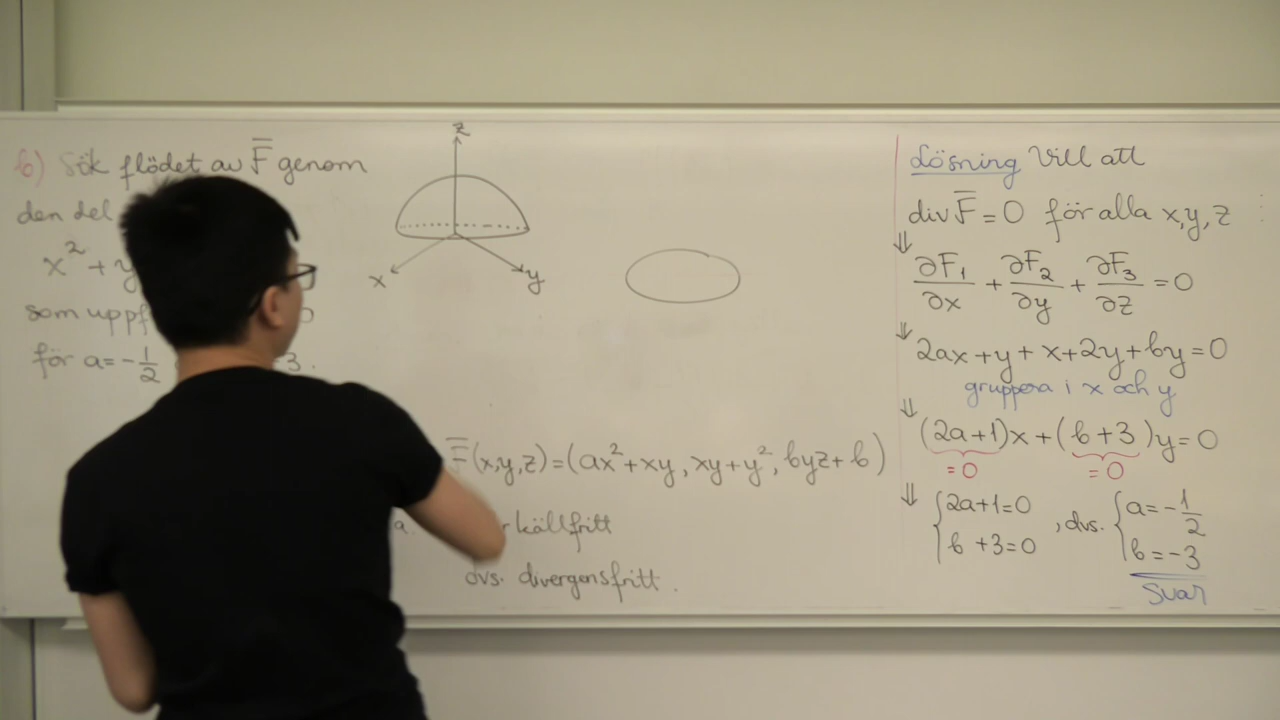 b) Sök flödet av F̅ genom
den del
x² + y
som uppf
för a = -1/2 3.
z
x
y
F̅(x,y,z) = (ax²+xy, xy+y², byz+b)
a. källfritt
dvs. divergensfritt.
Lösning Vill att
div F̅ = 0 för alla x,y,z
⇓ ∂F₁/∂x + ∂F₂/∂y + ∂F₃/∂z = 0
⇓ 2ax + y + x + 2y + by = 0
gruppera i x och y
⇓ (2a+1)x + (b+3)y = 0
=0 =0
⇓ { 2a+1=0 , dvs. { a = -1/2
b +3=0 b = -3
Svar